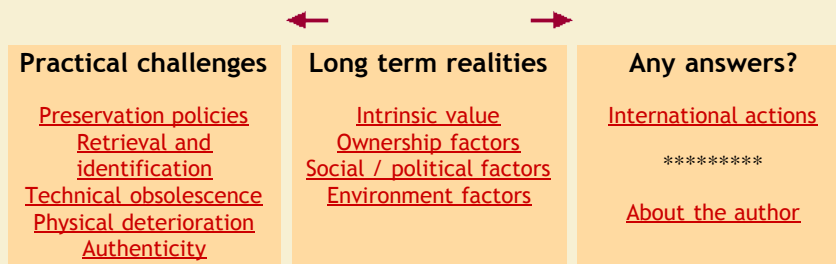 Practical challenges
Preservation policies
Retrieval and
identification
Technical obsolescence
Physical deterioration
Authenticity
Long term realities
Intrinsic value
Ownership factors
Social / political factors
Environment factors
Any answers?
International actions
*********
About the author